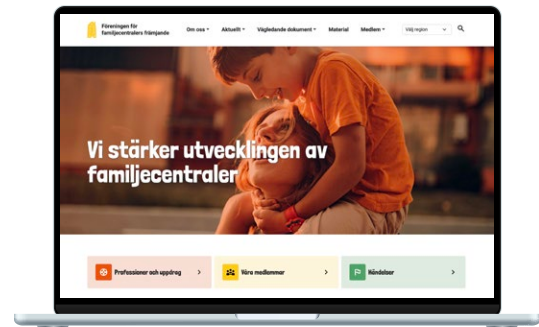 Föreningen för
familjecentralers främjande
Om oss
Aktuellt
Vägledande dokument
Material
Medlem
Välj region
Vi stärker utvecklingen av
familjecentraler
Professioner och uppdrag
Våra medlemmar
Händelser